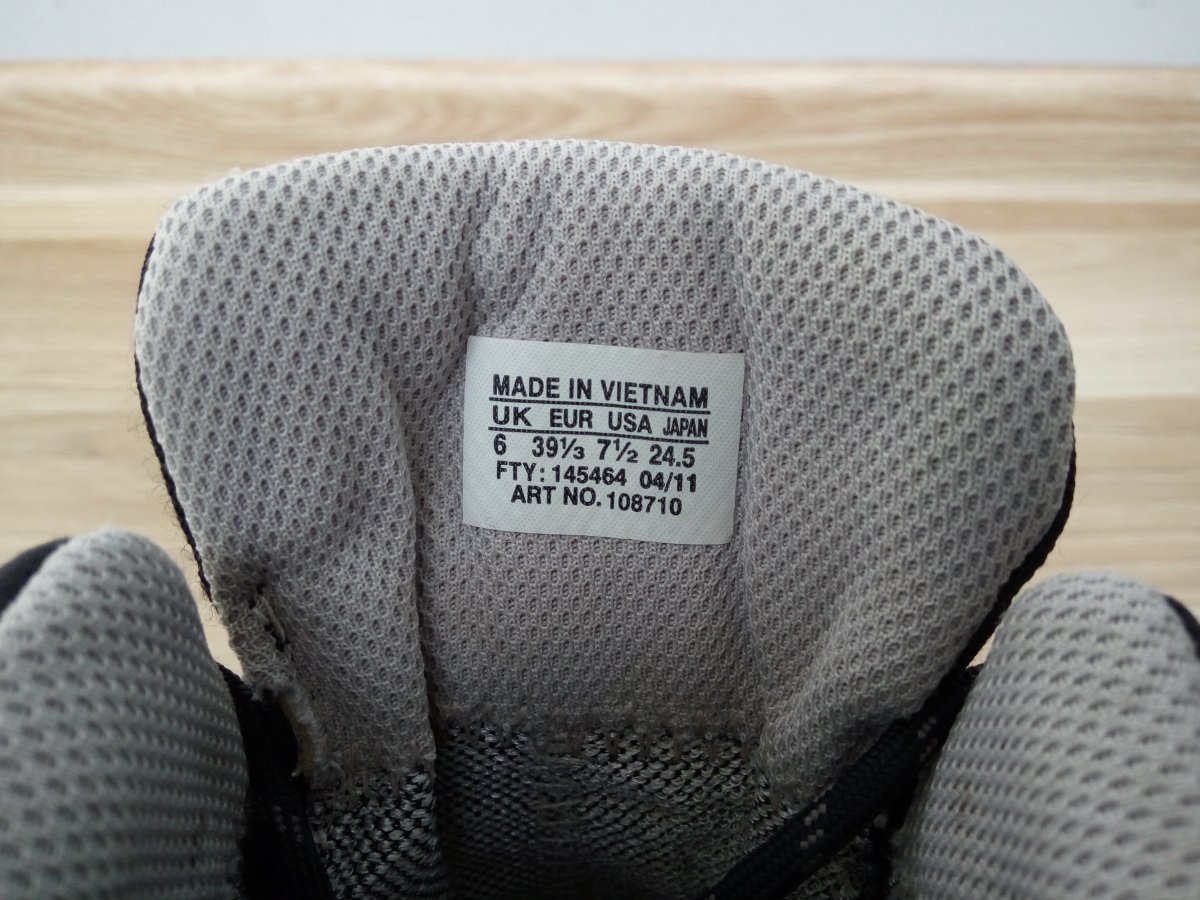 MADE IN VIETNAM
UK EUR USA JAPAN
6 39⅓ 7½ 24.5
FTY: 145464 04/11
ART NO. 108710